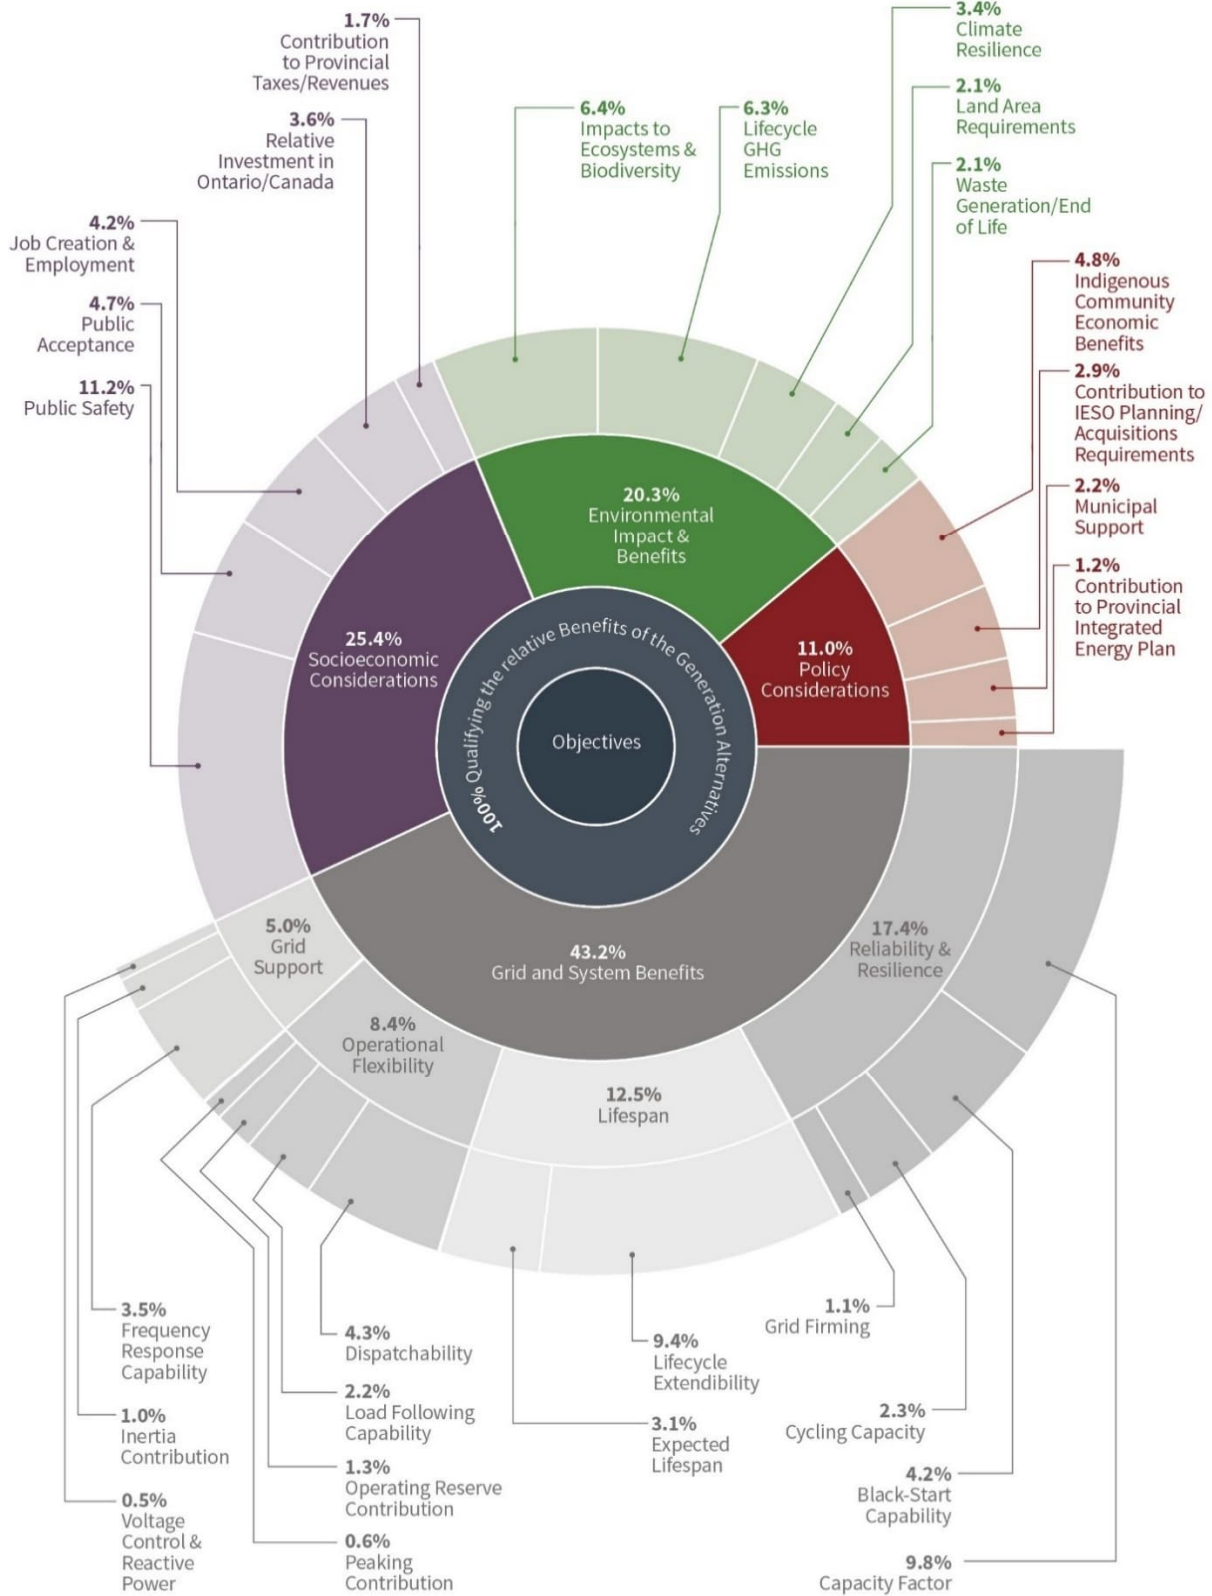 1.7%
Contribution
to Provincial
Taxes/Revenues
3.6%
Relative
Investment in
Ontario/Canada
4.2%
Job Creation &
Employment
4.7%
Public
Acceptance
11.2%
Public Safety
6.4%
Impacts to
Ecosystems &
Biodiversity
6.3%
Lifecycle
GHG
Emissions
3.4%
Climate
Resilience
2.1%
Land Area
Requirements
2.1%
Waste
Generation/End
of Life
4.8%
Indigenous
Community
Economic
Benefits
2.9%
Contribution to
IESO Planning/
Acquisitions
Requirements
2.2%
Municipal
Support
1.2%
Contribution
to Provincial
Integrated
Energy Plan
20.3%
Environmental
Impact &
Benefits
25.4%
Socioeconomic
Considerations
11.0%
Policy
Considerations
100% Qualifying the relative Benefits of the Generation Alternatives
Objectives
43.2%
Grid and System Benefits
17.4%
Reliability &
Resilience
5.0%
Grid
Support
8.4%
Operational
Flexibility
12.5%
Lifespan
3.5%
Frequency
Response
Capability
1.0%
Inertia
Contribution
0.5%
Voltage
Control &
Reactive
Power
4.3%
Dispatchability
2.2%
Load Following
Capability
1.3%
Operating Reserve
Contribution
0.6%
Peaking
Contribution
9.4%
Lifecycle
Extendibility
3.1%
Expected
Lifespan
1.1%
Grid Firming
2.3%
Cycling Capacity
4.2%
Black-Start
Capability
9.8%
Capacity Factor